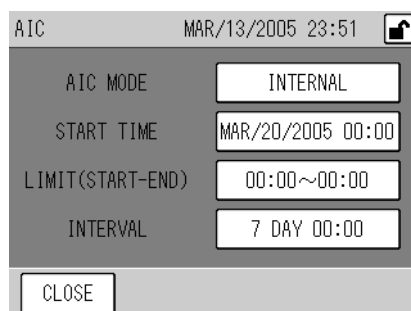 AIC MAR/13/2005 23:51
AIC MODE INTERNAL
START TIME MAR/20/2005 00:00
LIMIT(START-END) 00:00~00:00
INTERVAL 7 DAY 00:00
CLOSE